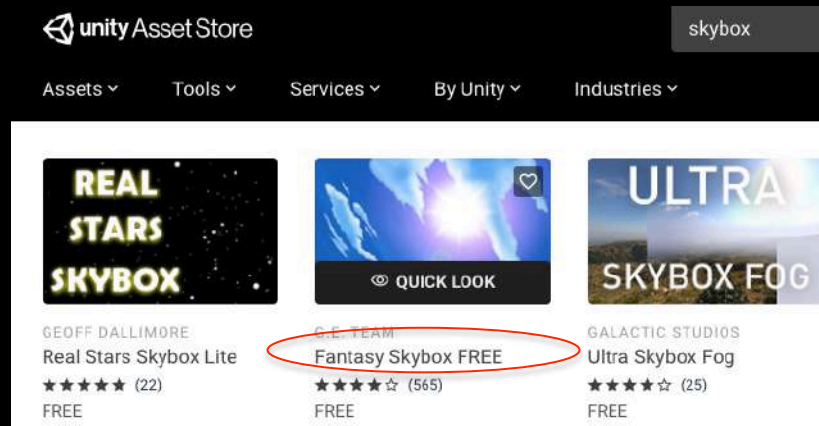 unity Asset Store
skybox
Assets Tools Services By Unity Industries
REAL
STARS
SKYBOX
QUICK LOOK
ULTRA
SKYBOX FOG
GEOFF DALLIMORE
Real Stars Skybox Lite
(22)
FREE
G.E. TEAM
Fantasy Skybox FREE
(565)
FREE
GALACTIC STUDIOS
Ultra Skybox Fog
(25)
FREE